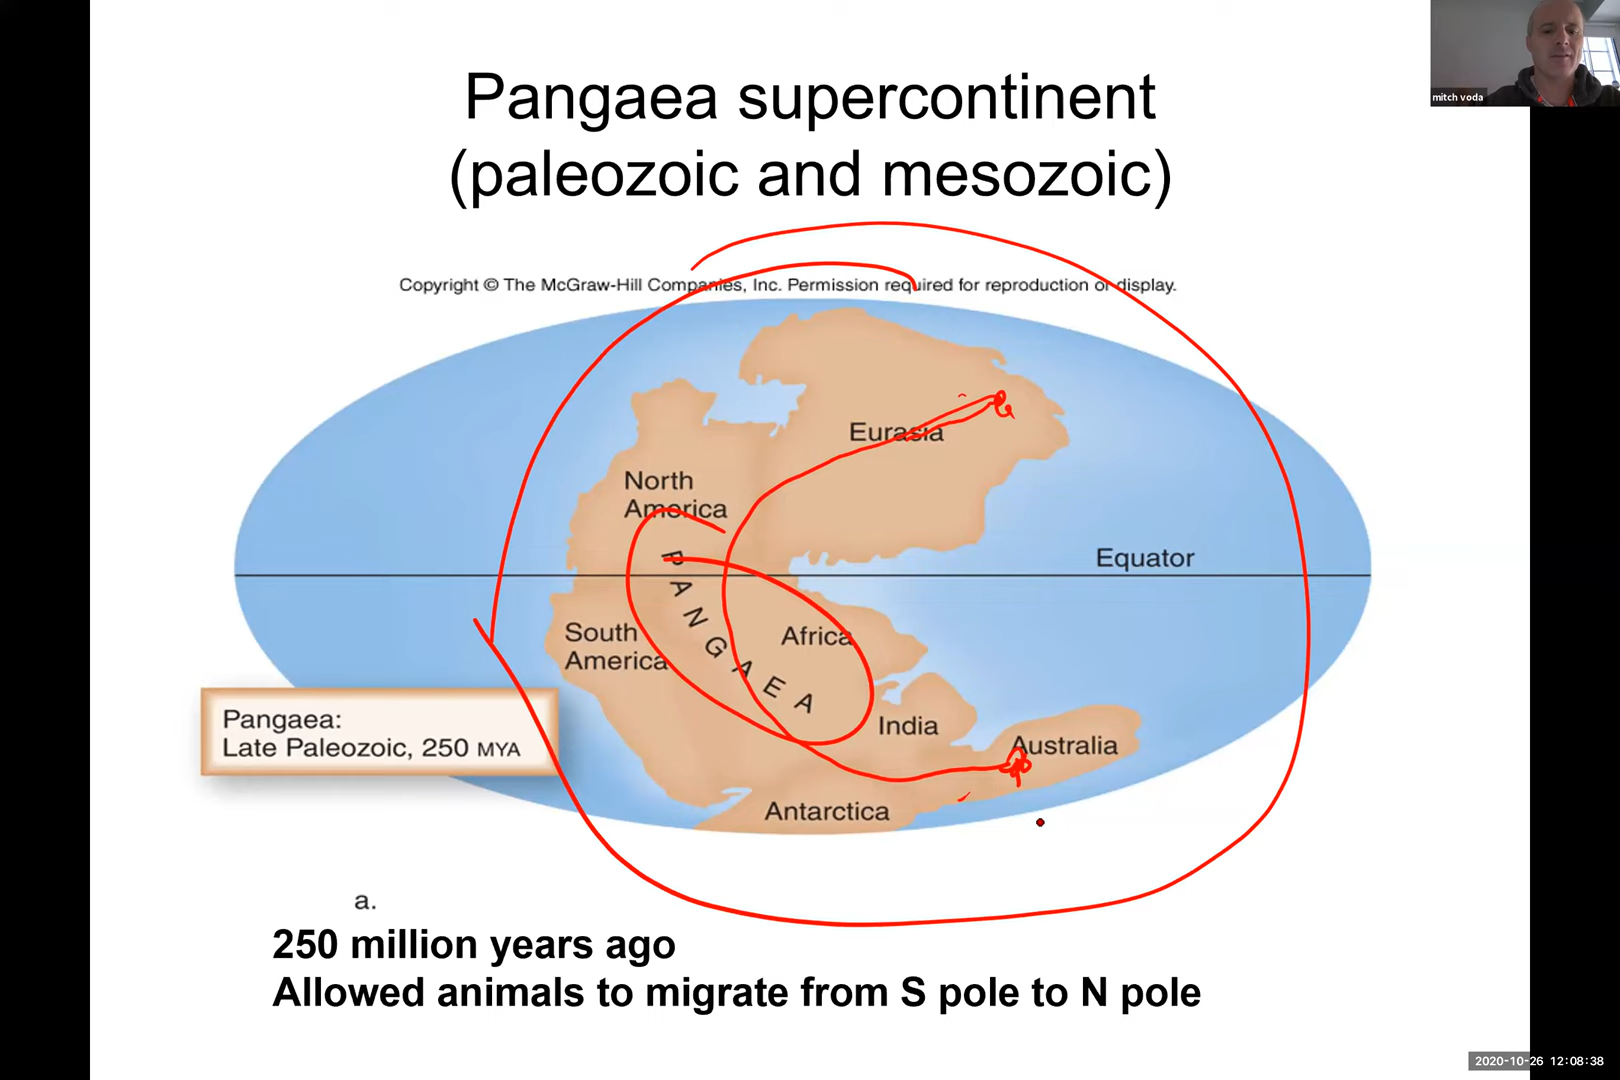 Pangaea supercontinent
(paleozoic and mesozoic)
mitch voda
Copyright © The McGraw-Hill Companies, Inc. Permission required for reproduction or display.
Eurasia
North
America
PANGAEA
Equator
South
America
Africa
India
Australia
Antarctica
Pangaea:
Late Paleozoic, 250 MYA
a.
250 million years ago
Allowed animals to migrate from S pole to N pole
2020-10-26 12:08:38